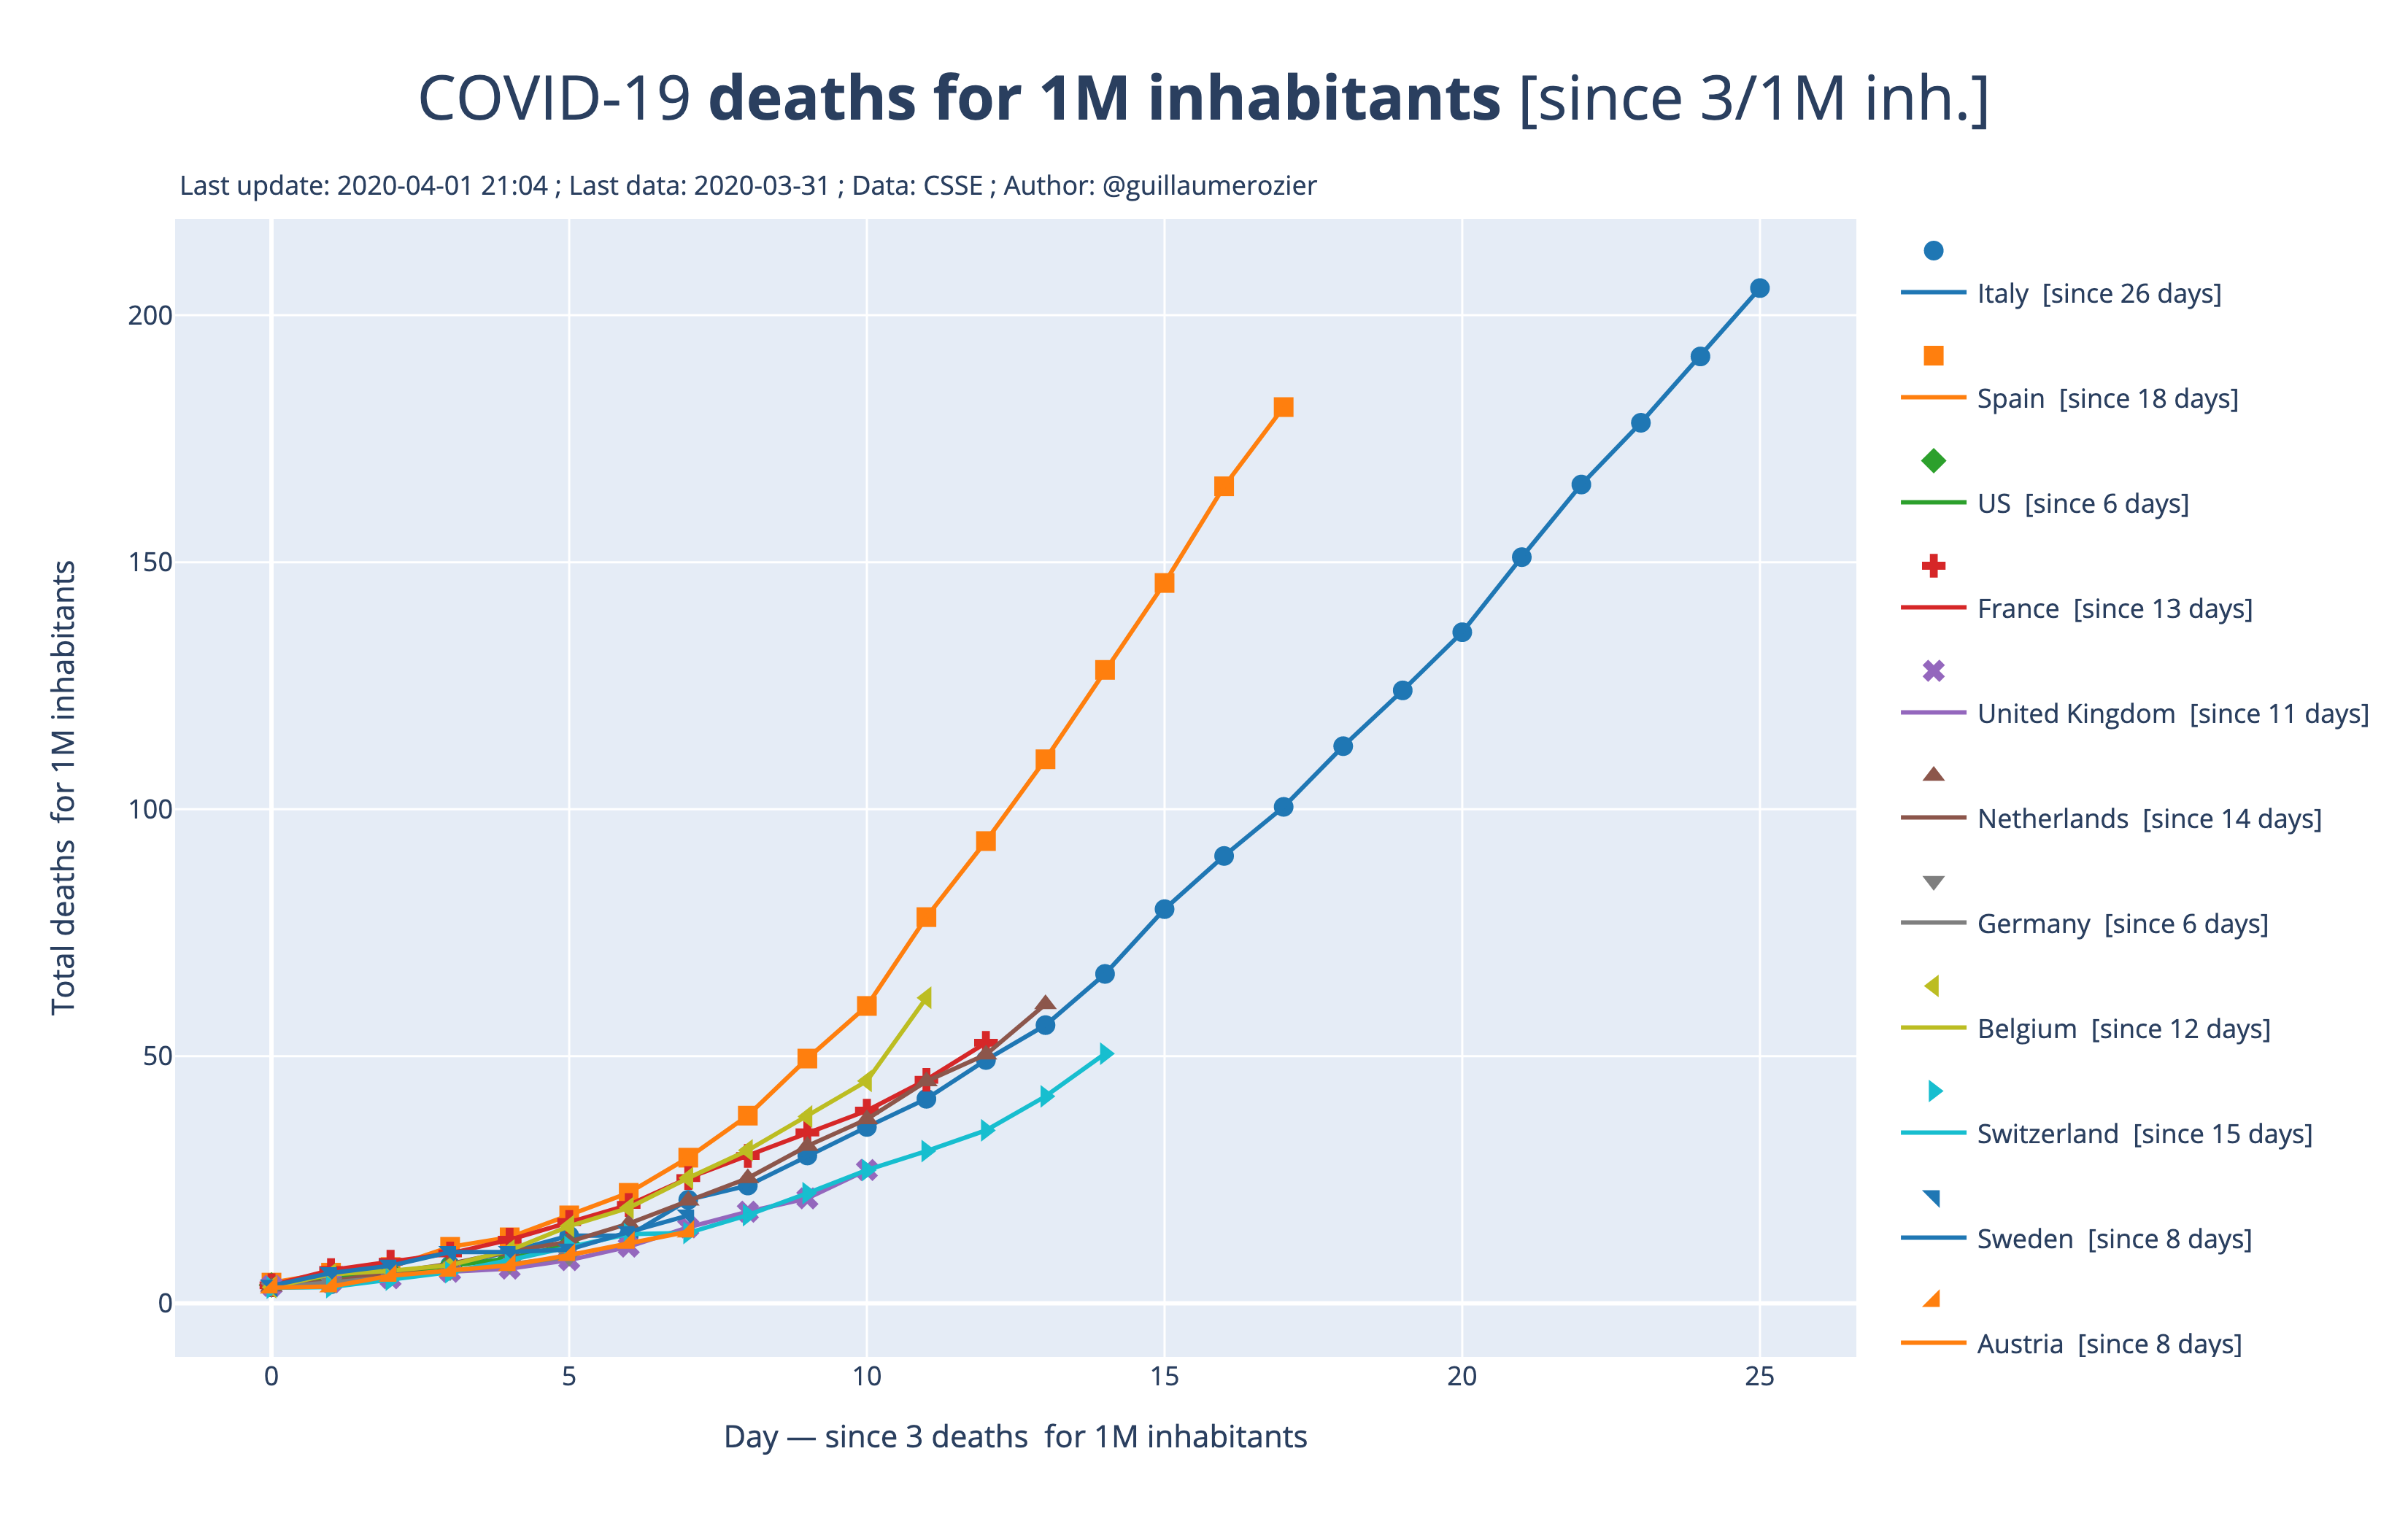 COVID-19 deaths for 1M inhabitants [since 3/1M inh.]
Last update: 2020-04-01 21:04 ; Last data: 2020-03-31 ; Data: CSSE ; Author: @guillaumerozier
Total deaths  for 1M inhabitants
200
150
100
50
0
0
5
10
15
20
25
Day — since 3 deaths  for 1M inhabitants
Italy  [since 26 days]
Spain  [since 18 days]
US  [since 6 days]
France  [since 13 days]
United Kingdom  [since 11 days]
Netherlands  [since 14 days]
Germany  [since 6 days]
Belgium  [since 12 days]
Switzerland  [since 15 days]
Sweden  [since 8 days]
Austria  [since 8 days]